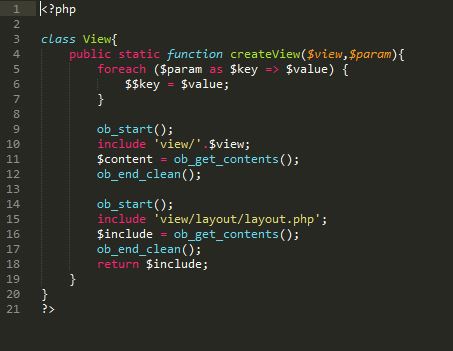 1 <?php
2
3 class View{
4     public static function createView($view,$param){
5         foreach ($param as $key => $value) {
6             $$key = $value;
7         }
8
9         ob_start();
10         include 'view/'.$view;
11         $content = ob_get_contents();
12         ob_end_clean();
13
14         ob_start();
15         include 'view/layout/layout.php';
16         $include = ob_get_contents();
17         ob_end_clean();
18         return $include;
19     }
20 }
21 ?>